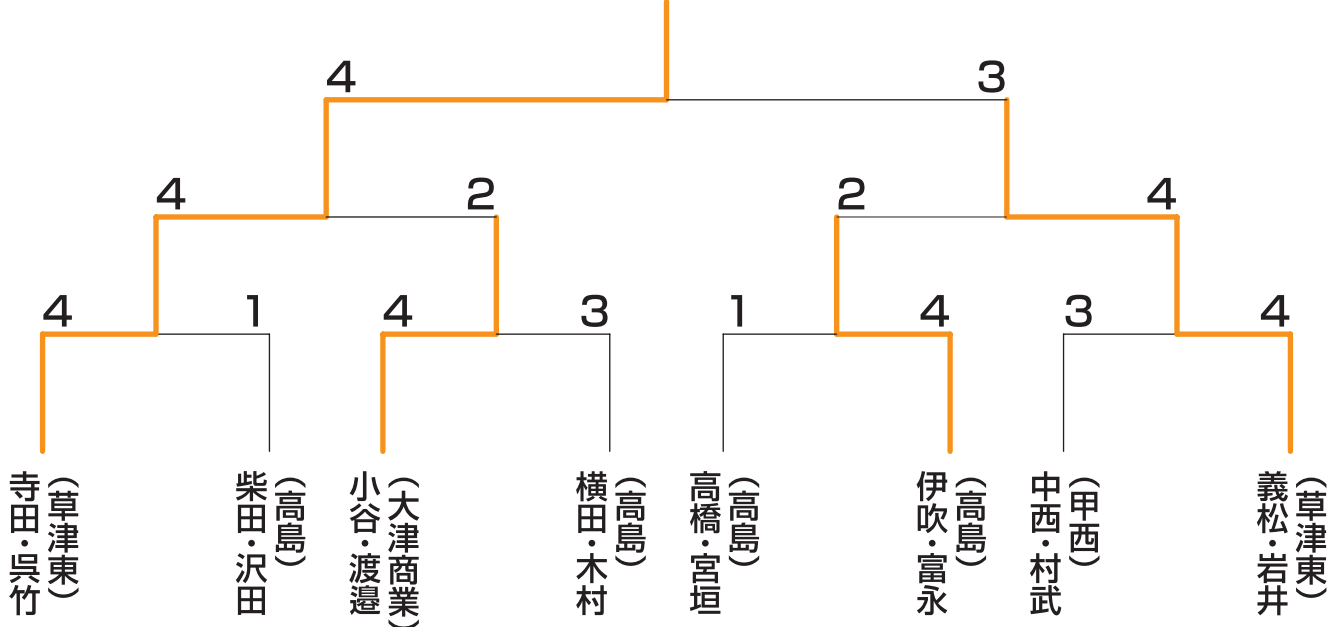 4 3
4 2 2 4
4 1 4 3 1 4 3 4
(草津東)
寺田・呉竹
(高島)
柴田・沢田
(大津商業)
小谷・渡邉
(高島)
横田・木村
(高島)
高橋・宮垣
(高島)
伊吹・富永
(甲西)
中西・村武
(草津東)
義松・岩井